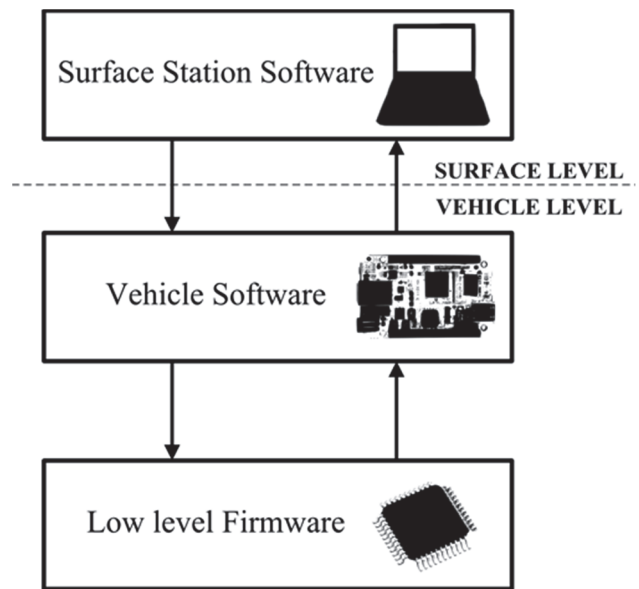 Surface Station Software
SURFACE LEVEL
VEHICLE LEVEL
Vehicle Software
Low level Firmware